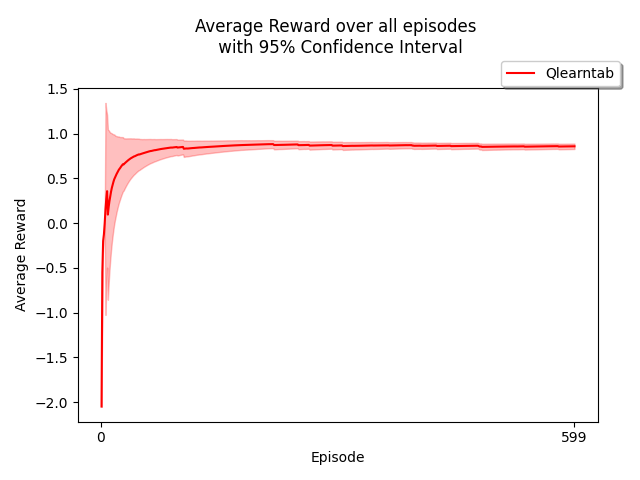 Average Reward over all episodes
with 95% Confidence Interval
Qlearntab
1.5
1.0
0.5
0.0
−0.5
−1.0
−1.5
−2.0
Average Reward
0
599
Episode